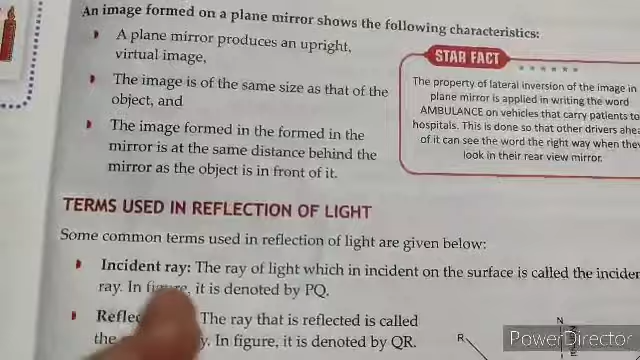 An image formed on a plane mirror shows the following characteristics:
A plane mirror produces an upright,
virtual image,
The image is of the same size as that of the
object, and
The image formed in the formed in the
mirror is at the same distance behind the
mirror as the object is in front of it.
STAR FACT
The property of lateral inversion of the image in
plane mirror is applied in writing the word
AMBULANCE on vehicles that carry patients to
hospitals. This is done so that other drivers
of it can see the word the right way when
look in their rear view mirror.
TERMS USED IN REFLECTION OF LIGHT
Some common terms used in reflection of light are given below:
Incident ray: The ray of light which in incident on the surface is called the
ray. In figure, it is denoted by PQ.
The ray that is reflected is called
the In figure, it is denoted by QR.
N
R
PowerDirector